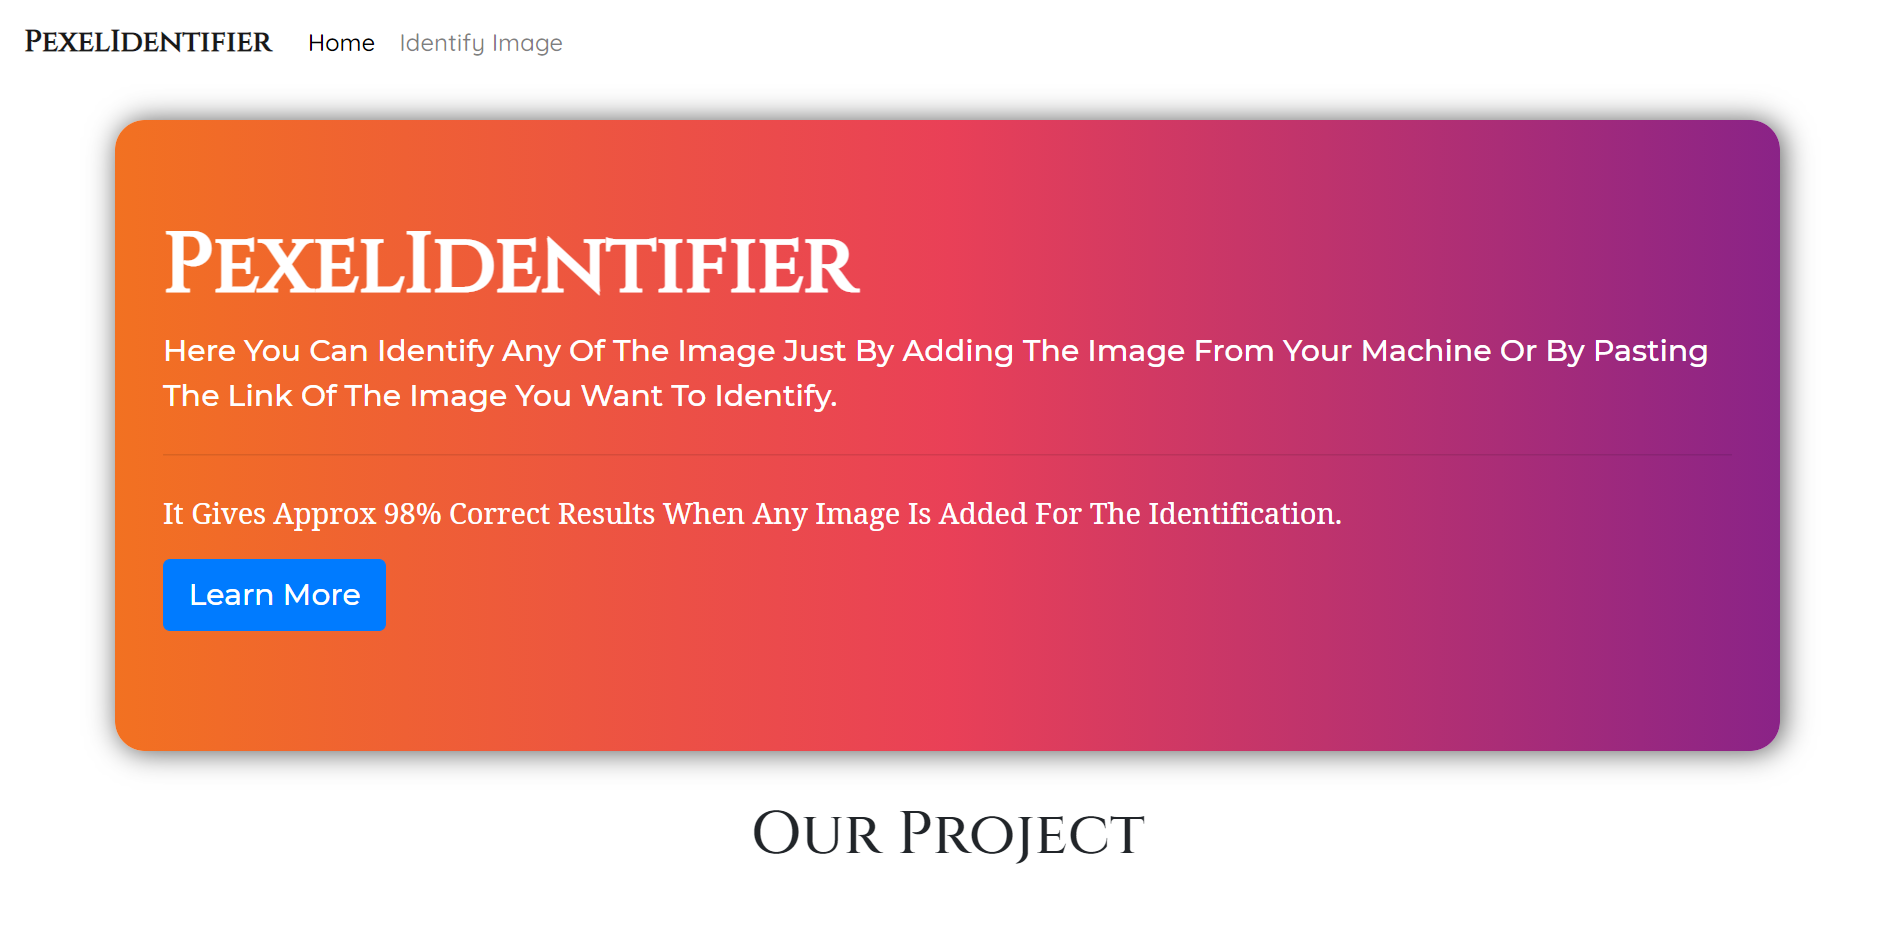 PexelIdentifier Home Identify Image
PexelIdentifier
Here You Can Identify Any Of The Image Just By Adding The Image From Your Machine Or By Pasting
The Link Of The Image You Want To Identify.
It Gives Approx 98% Correct Results When Any Image Is Added For The Identification.
Learn More
Our Project